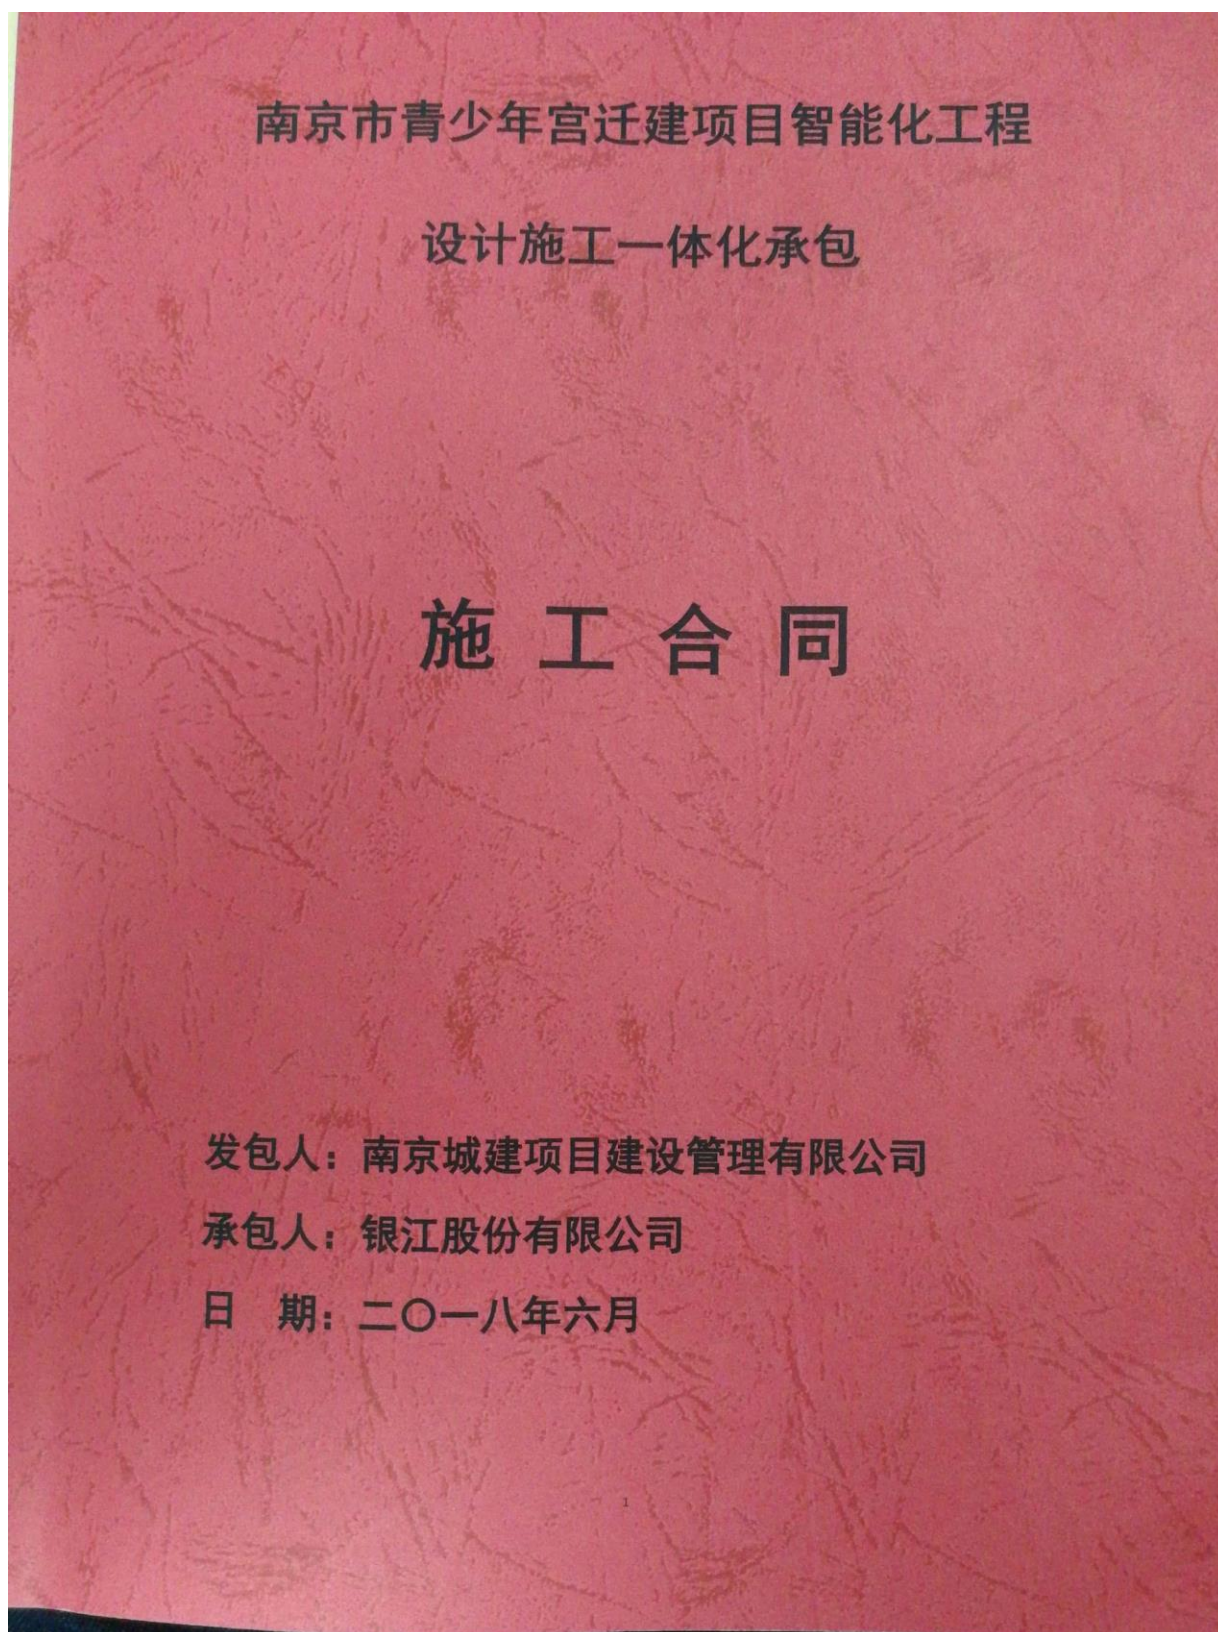 南京市青少年宫迁建项目智能化工程
设计施工一体化承包
施工合同
发包人：南京城建项目建设管理有限公司
承包人：银江股份有限公司
日 期：二〇一八年六月
1